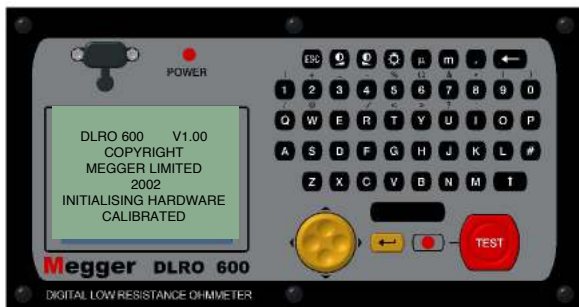 POWER
DLRO 600 V1.00
COPYRIGHT
MEGGER LIMITED
2002
INITIALISING HARDWARE
CALIBRATED
Megger DLRO 600
DIGITAL LOW RESISTANCE OHMMETER
ESC µ m . ←
1 2 3 4 5 6 7 8 9 0
Q W E R T Y U I O P
A S D F G H J K L #
Z X C V B N M
TEST